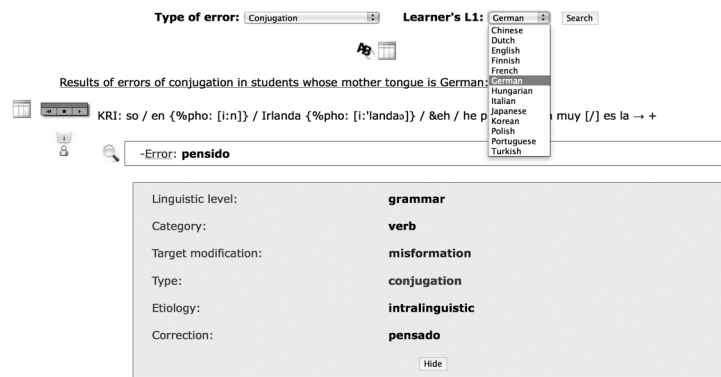 Type of error: Conjugation Learner's L1: German Search
Chinese
Dutch
English
Finnish
French
German
Hungarian
Italian
Japanese
Korean
Polish
Portuguese
Turkish
Results of errors of conjugation in students whose mother tongue is German:
KRI: so / en {%pho: [i:n]} / Irlanda {%pho: [i:'landaɔ]} / &eh / he p muy [/] es la → +
-Error: pensido
Linguistic level: grammar
Category: verb
Target modification: misformation
Type: conjugation
Etiology: intralinguistic
Correction: pensado
Hide